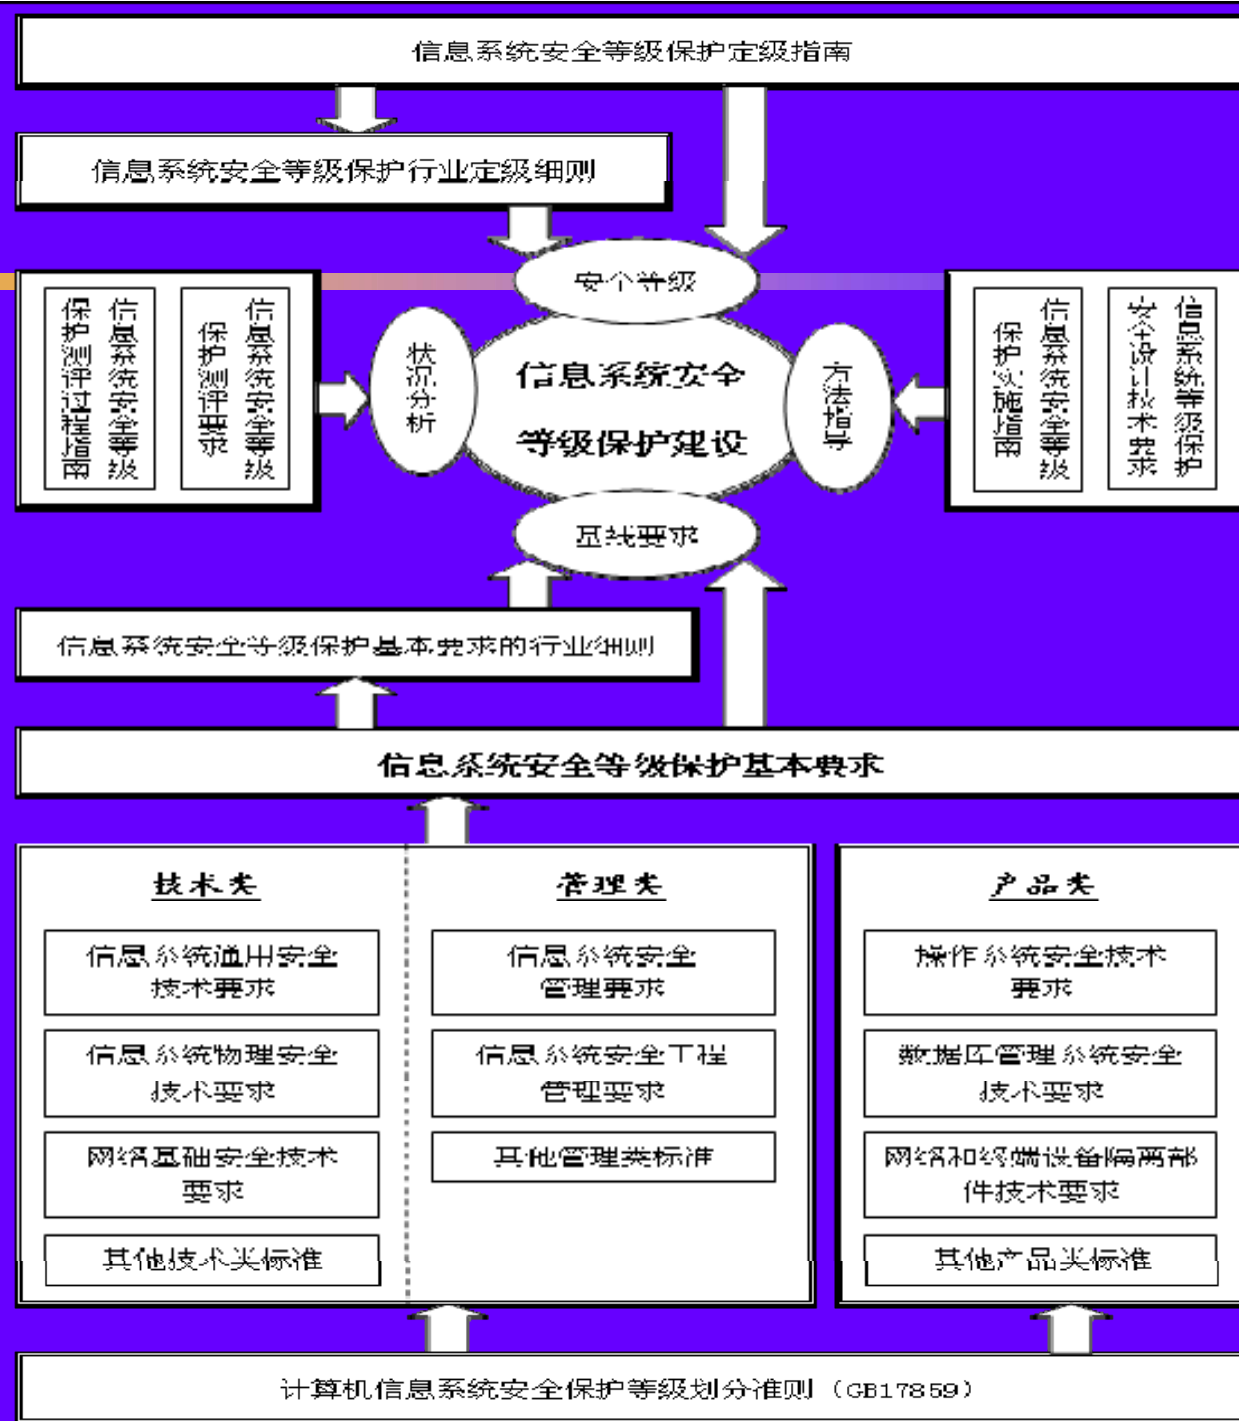 信息系统安全等级保护定级指南
信息系统安全等级保护行业定级细则
安全等级
信息系统安全等级
保护测评过程指南
信息系统安全等级
保护测评要求
状况分析
信息系统安全
等级保护建设
方法指导
信息系统安全等级
保护实施指南
信息系统等级保护
安全设计技术要求
基线要求
信息系统安全等级保护基本要求的行业细则
信息系统安全等级保护基本要求
技术类
信息系统通用安全
技术要求
信息系统物理安全
技术要求
网络基础安全技术
要求
其他技术类标准
管理类
信息系统安全
管理要求
信息系统安全工程
管理要求
其他管理类标准
产品类
操作系统安全技术
要求
数据库管理系统安全
技术要求
网络和终端设备隔离部
件技术要求
其他产品类标准
计算机信息系统安全保护等级划分准则（GB17859）